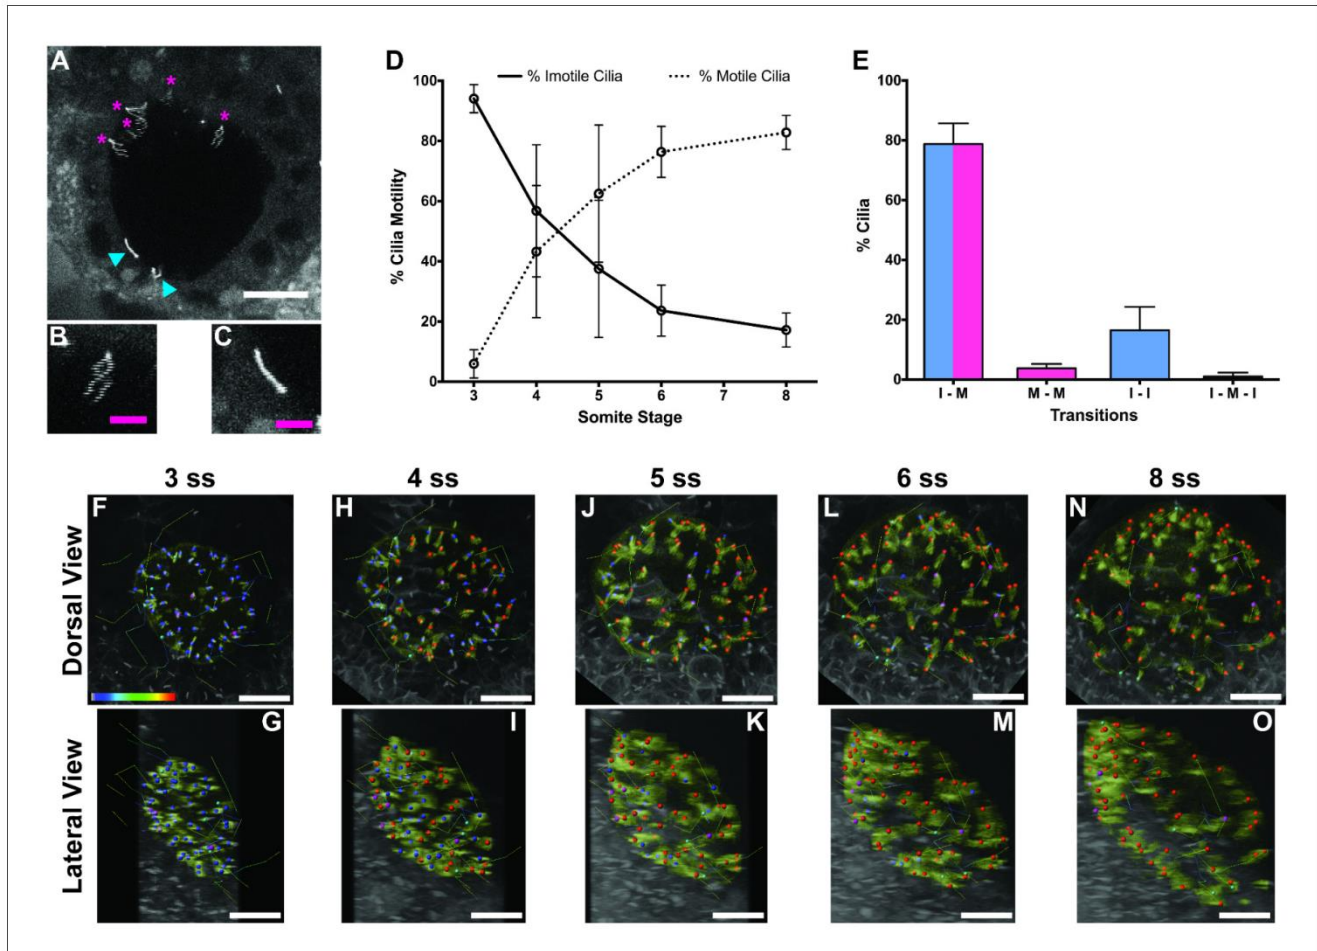 A
*
*
*
*
*
B
C
D
% Imotile Cilia
% Motile Cilia
100
80
60
40
20
0
% Cilia Motility
3 4 5 6 7 8
Somite Stage
E
100
80
60
40
20
0
% Cilia
I - M M - M I - I I - M - I
Transitions
3 ss 4 ss 5 ss 6 ss 8 ss
Dorsal View
F H J L N
Lateral View
G I K M O